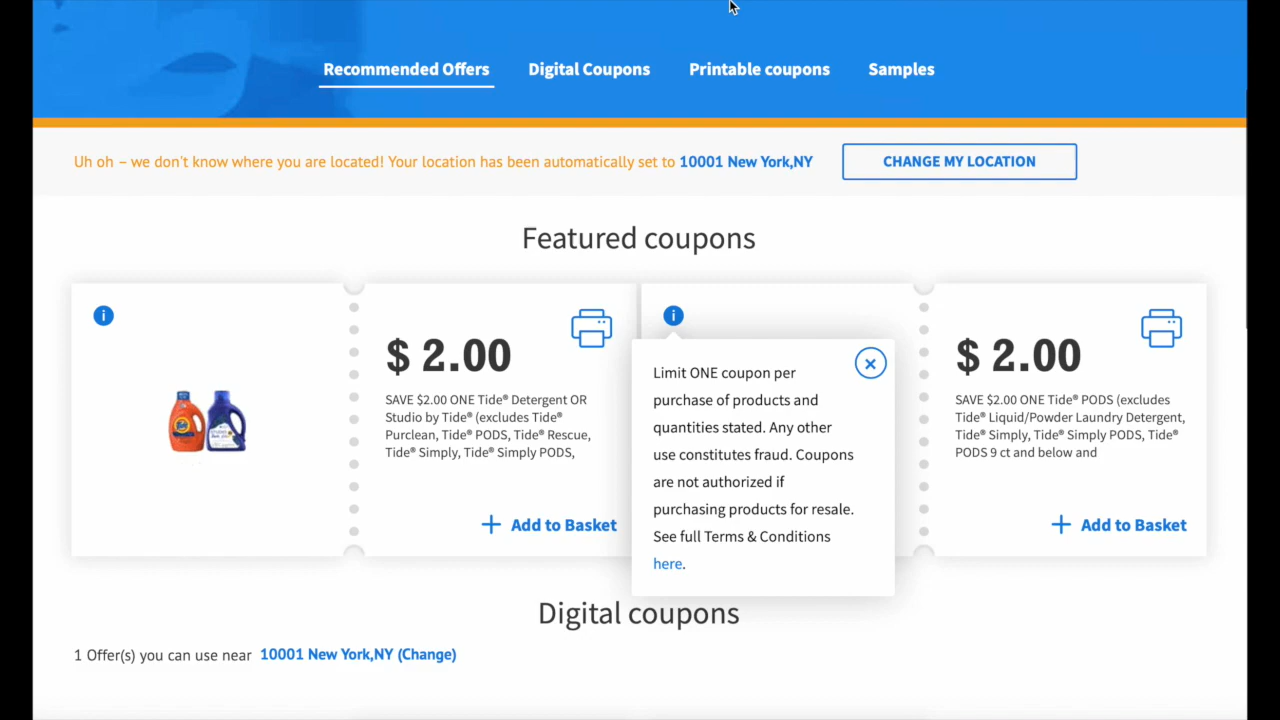 Recommended Offers
Digital Coupons
Printable coupons
Samples
Uh oh – we don't know where you are located! Your location has been automatically set to 10001 New York,NY
CHANGE MY LOCATION
Featured coupons
i
$ 2.00
SAVE $2.00 ONE Tide® Detergent OR
Studio by Tide® (excludes Tide®
Purclean, Tide® PODS, Tide® Rescue,
Tide® Simply, Tide® Simply PODS,
+ Add to Basket
i
Limit ONE coupon per
purchase of products and
quantities stated. Any other
use constitutes fraud. Coupons
are not authorized if
purchasing products for resale.
See full Terms & Conditions
here.
$ 2.00
SAVE $2.00 ONE Tide® PODS (excludes
Tide® Liquid/Powder Laundry Detergent,
Tide® Simply, Tide® Simply PODS, Tide®
PODS 9 ct and below and
+ Add to Basket
Digital coupons
1 Offer(s) you can use near 10001 New York,NY (Change)